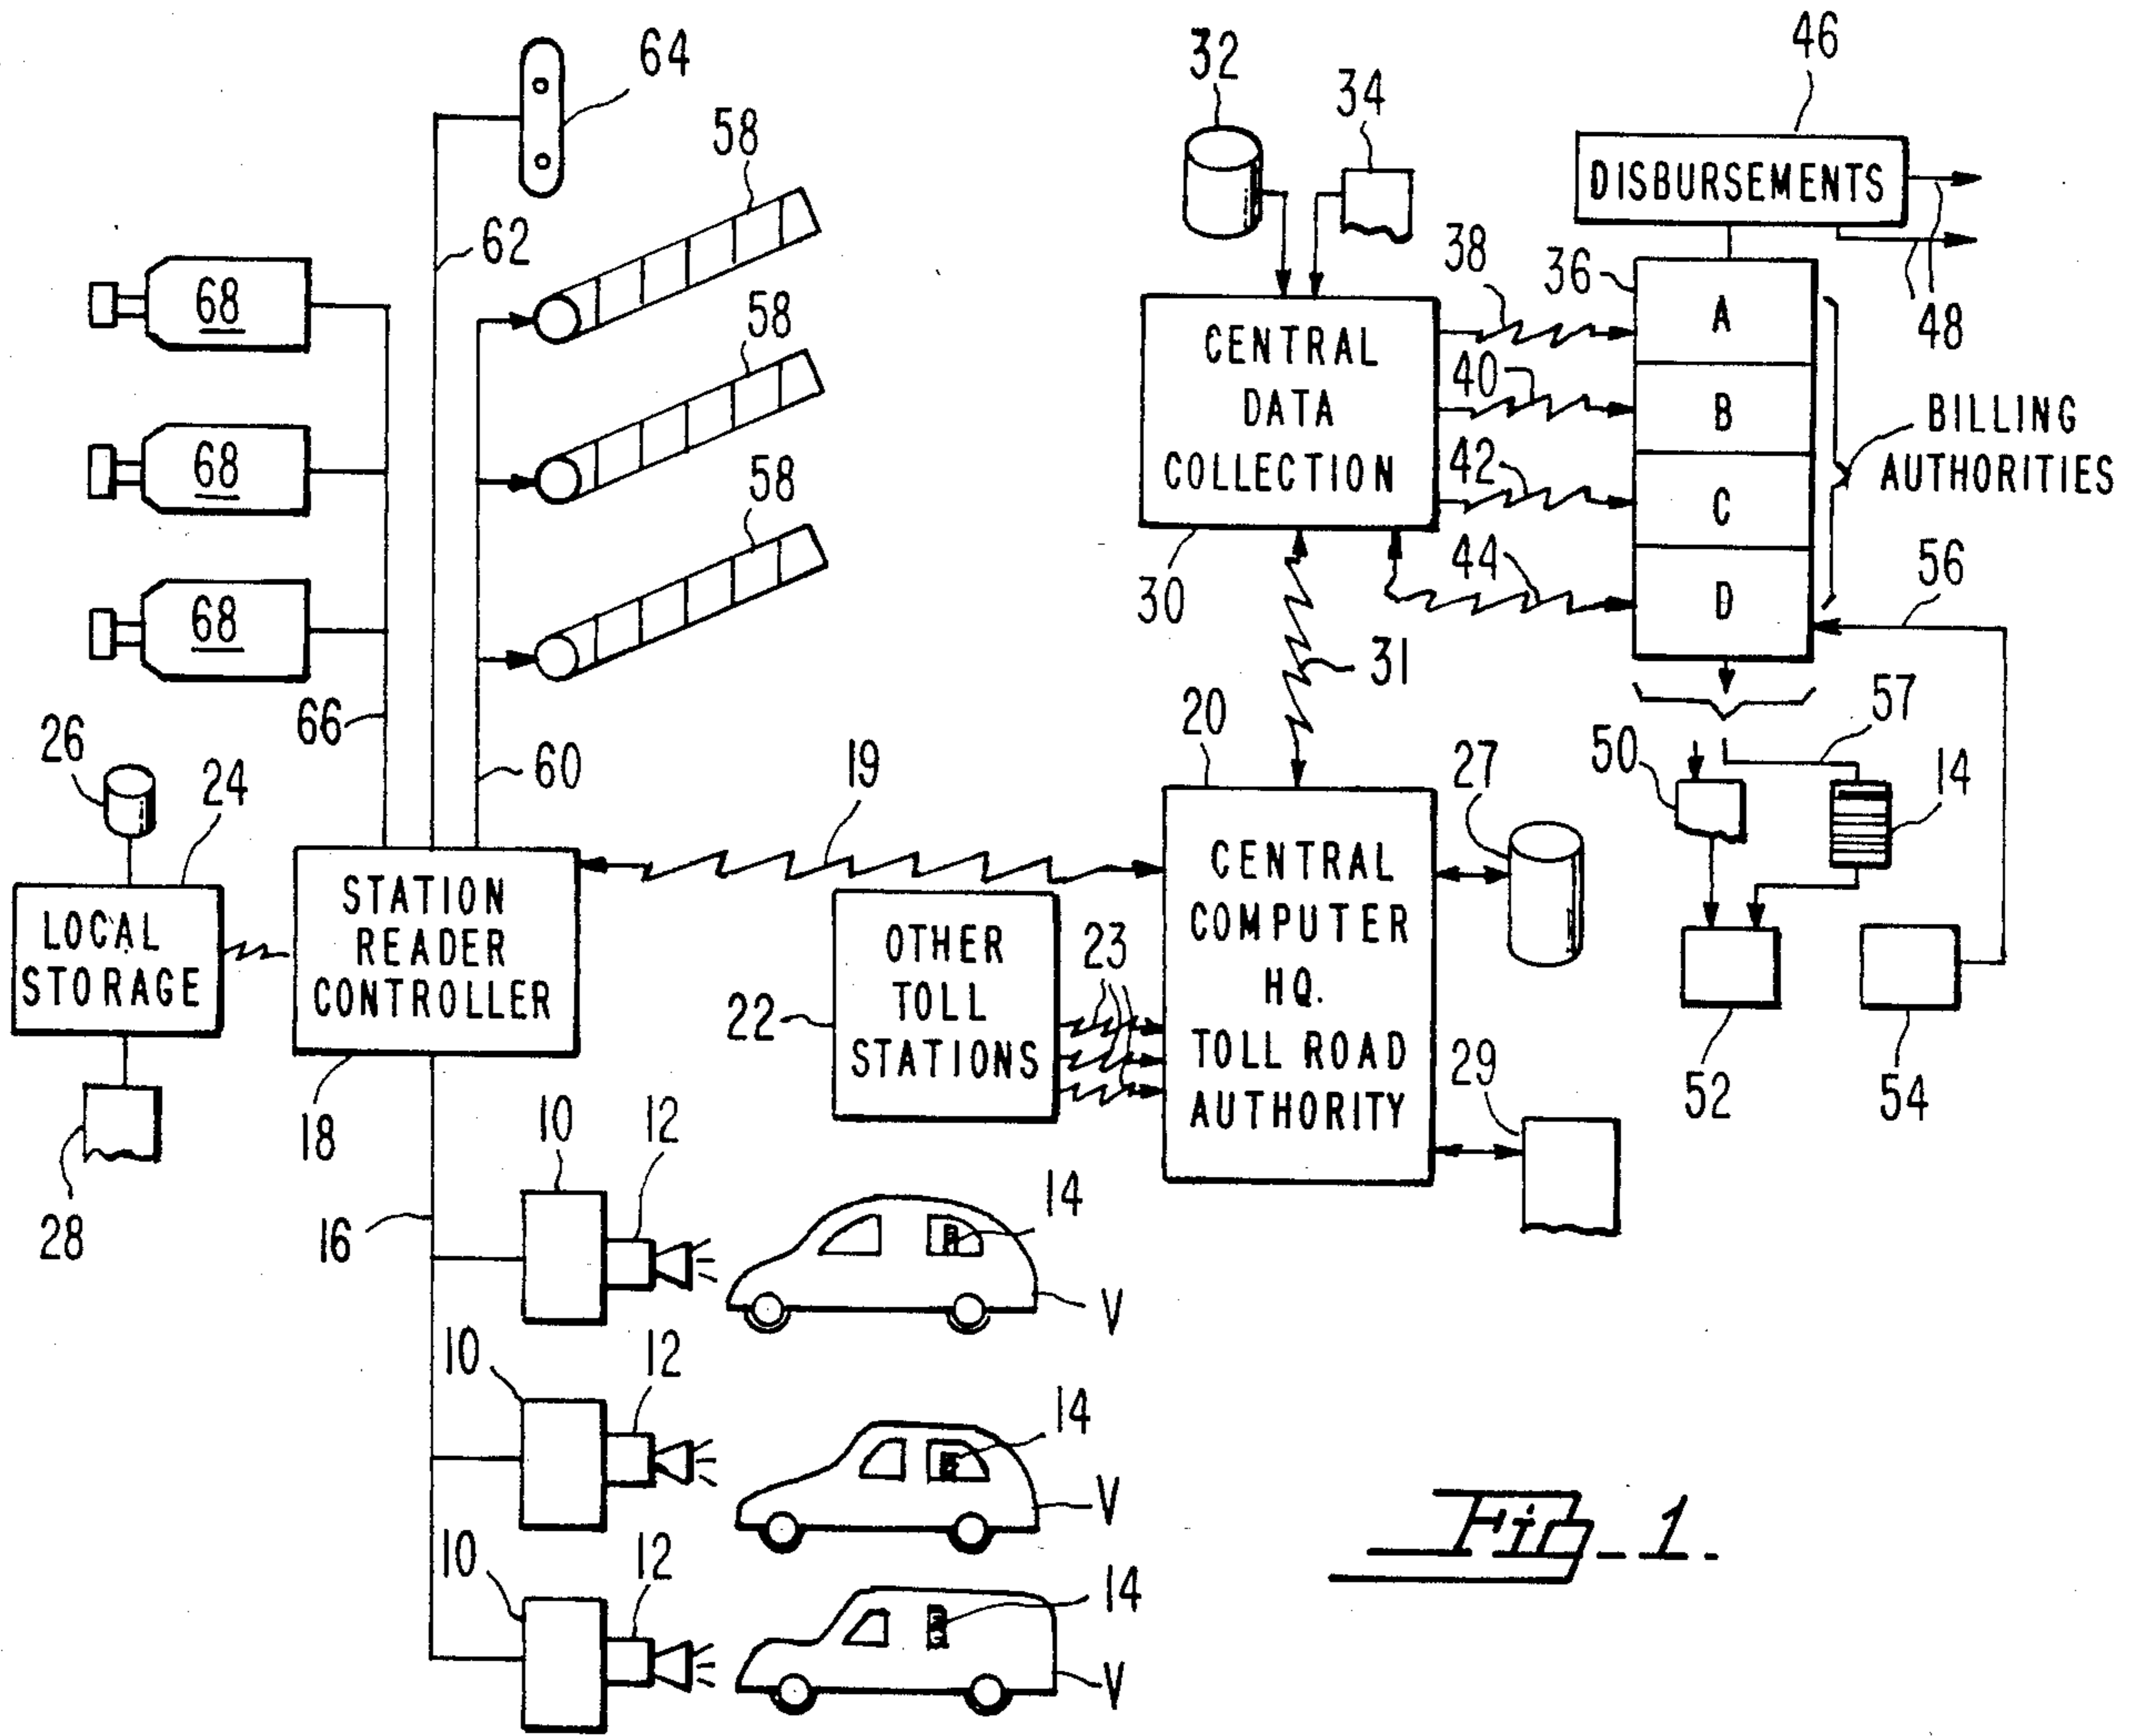 46
32
34
64
58
DISBURSEMENTS
48
62
38
36
A
68
58
CENTRAL
DATA
COLLECTION
40
B
BILLING
AUTHORITIES
68
58
42
C
30
44
D
56
68
31
66
20
57
26
24
60
19
27
50
14
STATION
READER
CONTROLLER
LOCAL
STORAGE
CENTRAL
COMPUTER
HQ.
TOLL ROAD
AUTHORITY
OTHER
TOLL
STATIONS
23
22
29
52
54
18
28
16
10
12
14
V
10
12
14
V
10
12
14
V
Fig_1.